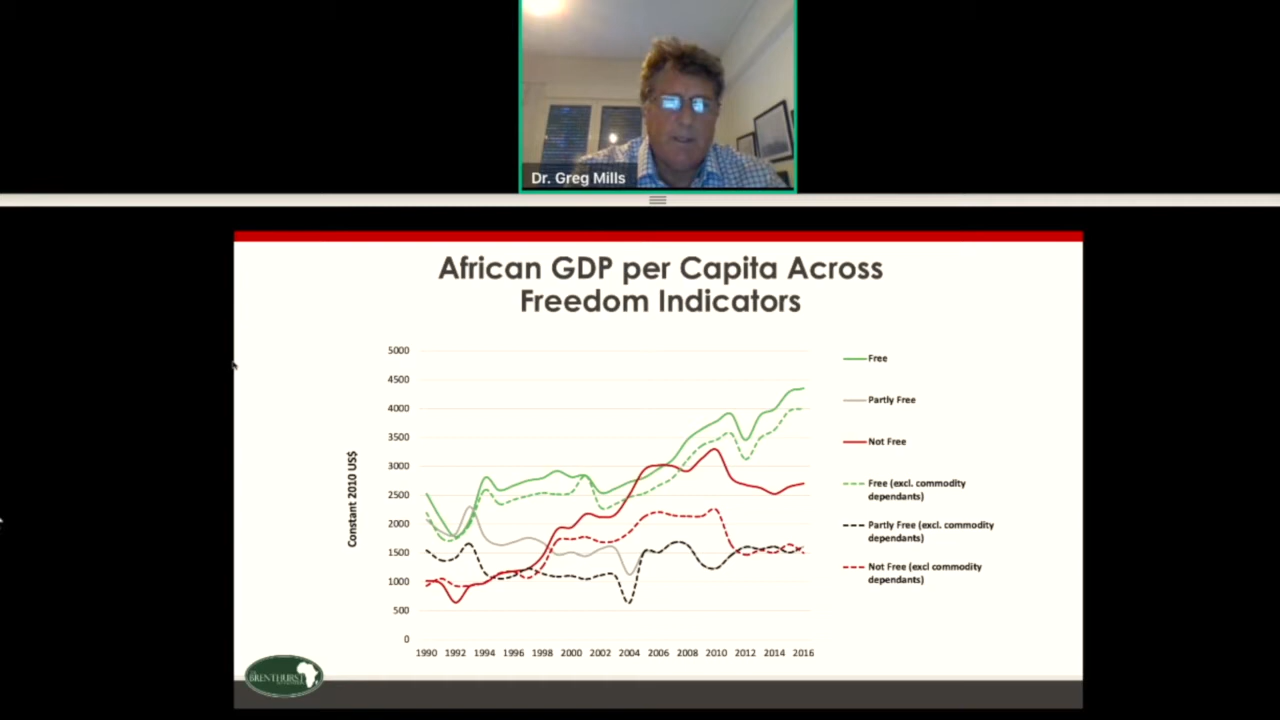 Dr. Greg Mills
African GDP per Capita Across
Freedom Indicators
Constant 2010 US$
5000
4500
4000
3500
3000
2500
2000
1500
1000
500
0
1990 1992 1994 1996 1998 2000 2002 2004 2006 2008 2010 2012 2014 2016
Free
Partly Free
Not Free
Free (excl. commodity
dependants)
Partly Free (excl. commodity
dependants)
Not Free (excl commodity
dependants)
BRENTHURST